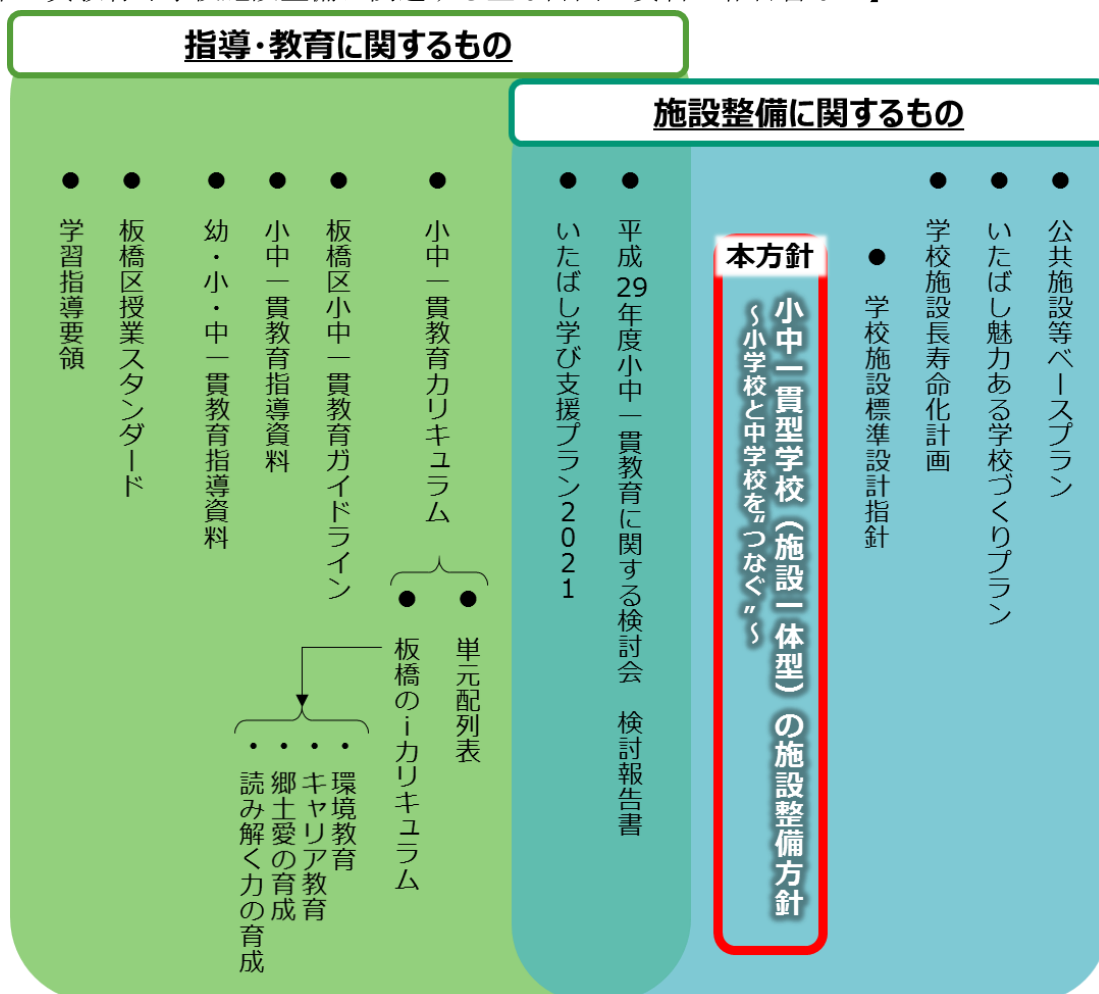 指導・教育に関するもの
施設整備に関するもの
● 公共施設等ベースプラン
● いたばし魅力ある学校づくりプラン
● 学校施設長寿命化計画
● 学校施設標準設計指針
本方針
小中一貫型学校（施設一体型）の施設整備方針
～小学校と中学校を“つなぐ”～
● 平成29年度小中一貫教育に関する検討会　検討報告書
● いたばし学び支援プラン2021
● 小中一貫教育カリキュラム
● 単元配列表
● 板橋のiカリキュラム
・環境教育
・キャリア教育
・郷土愛の育成
・読み解く力の育成
● 板橋区小中一貫教育ガイドライン
● 小中一貫教育指導資料
● 幼・小・中一貫教育指導資料
● 板橋区授業スタンダード
● 学習指導要領